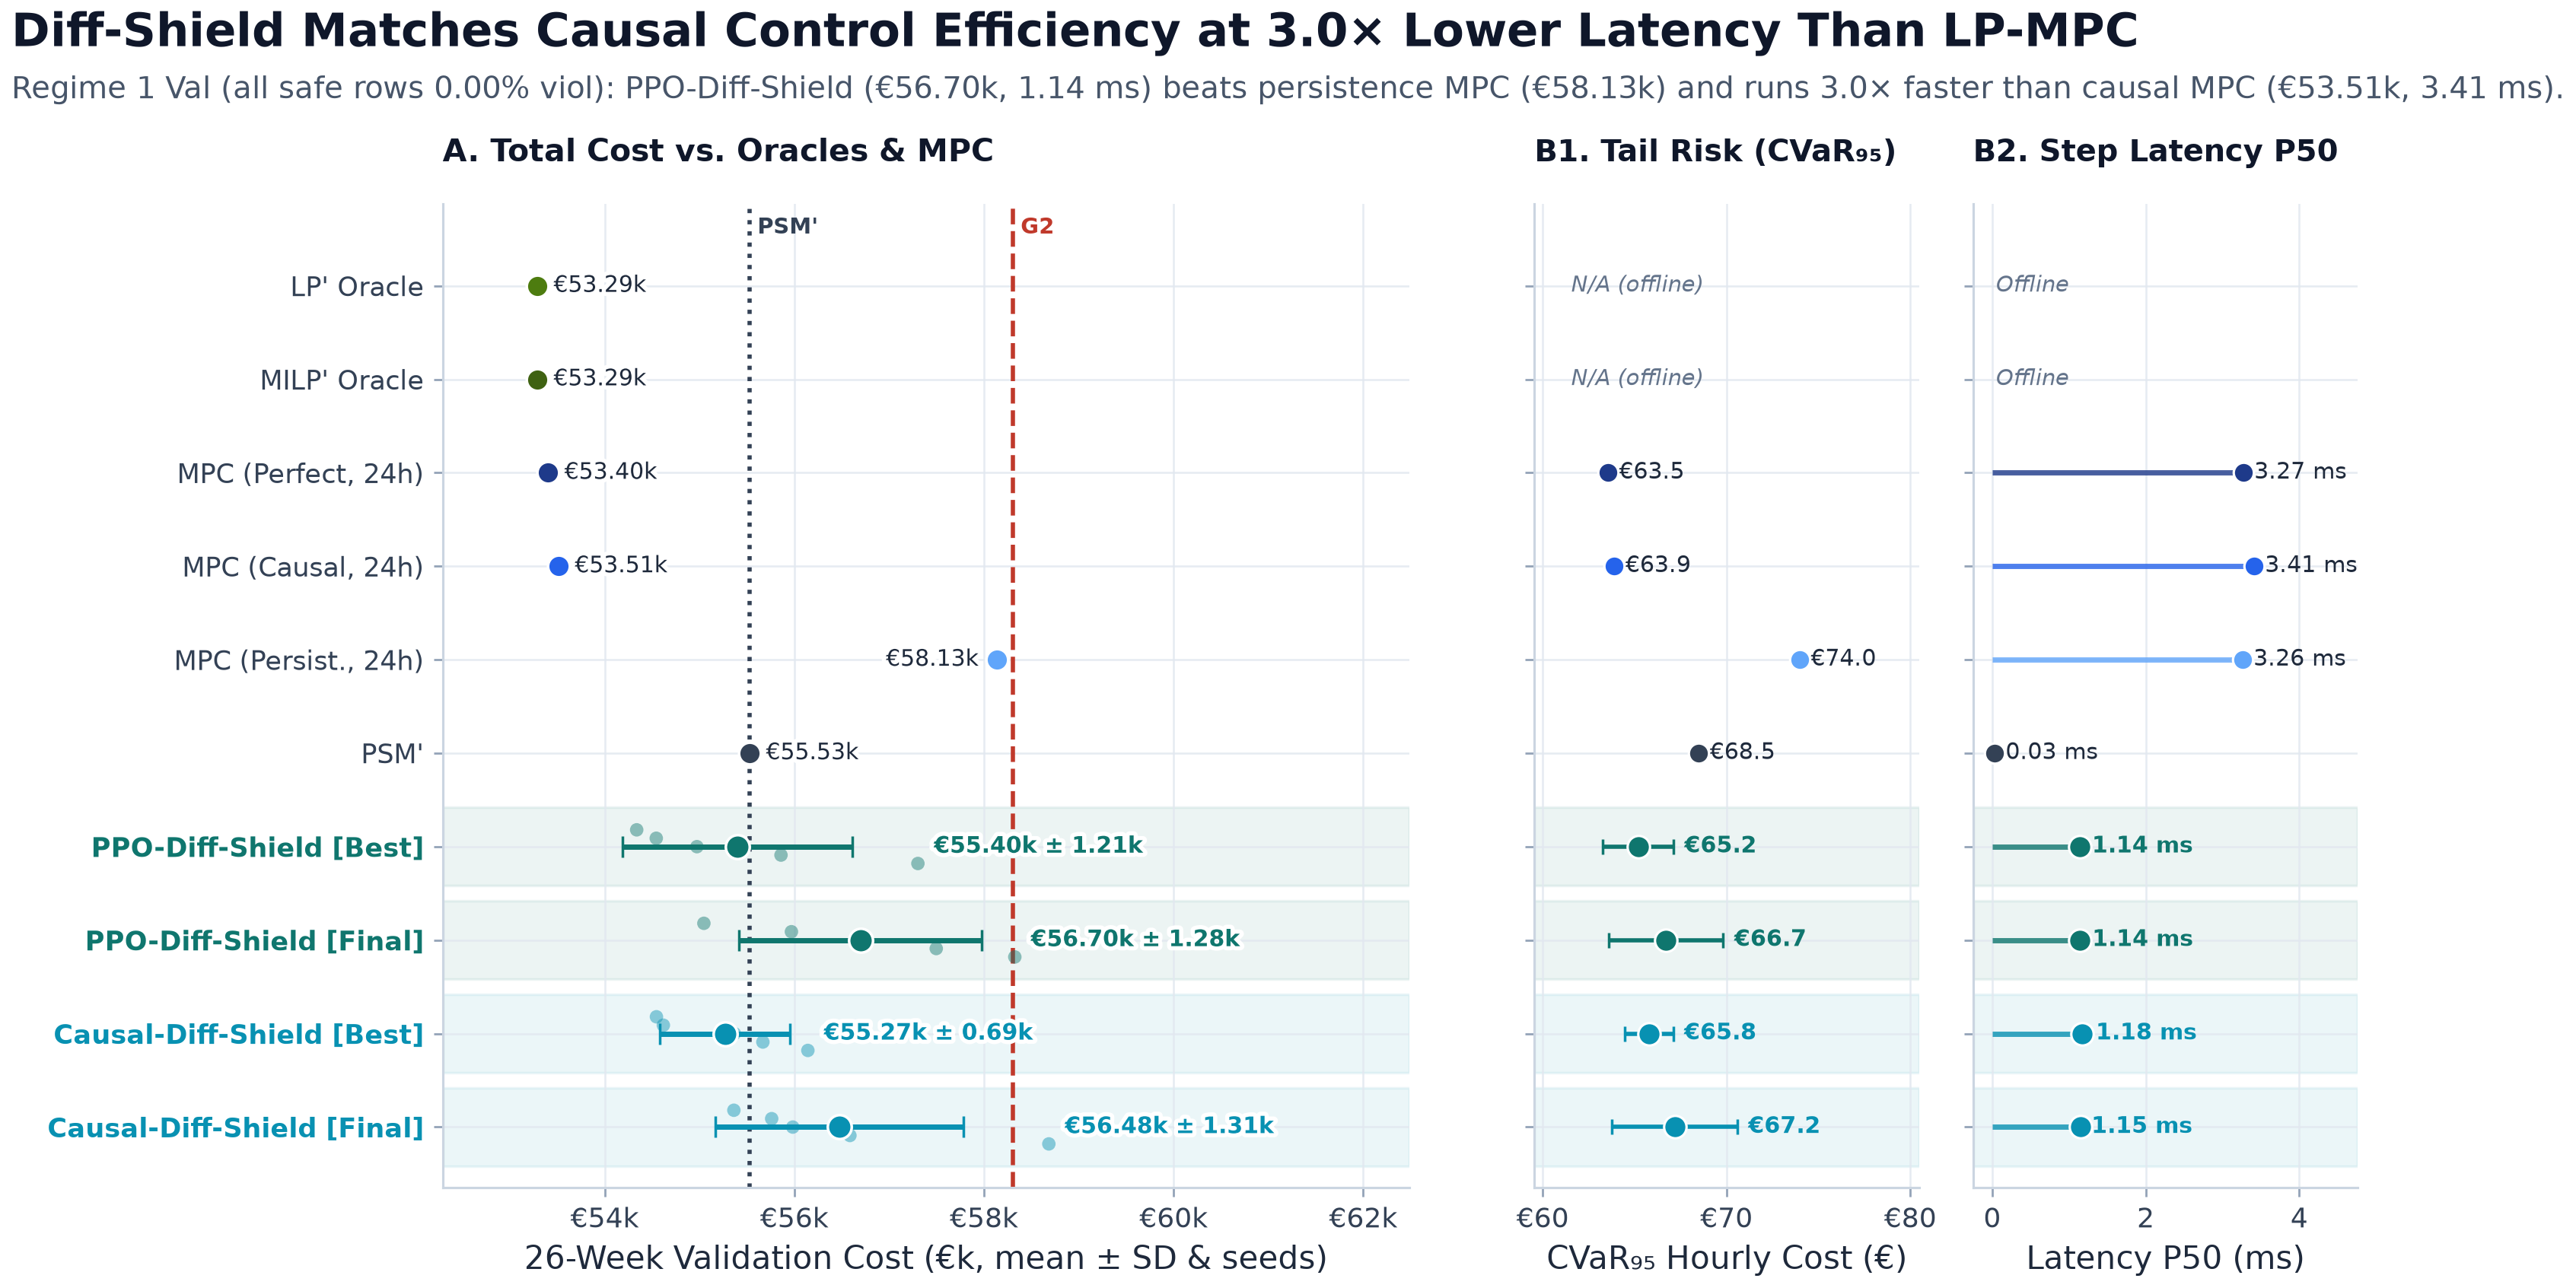 Diff-Shield Matches Causal Control Efficiency at 3.0× Lower Latency Than LP-MPC
Regime 1 Val (all safe rows 0.00% viol): PPO-Diff-Shield (€56.70k, 1.14 ms) beats persistence MPC (€58.13k) and runs 3.0× faster than causal MPC (€53.51k, 3.41 ms).
A. Total Cost vs. Oracles & MPC
B1. Tail Risk (CVaR₉₅)
B2. Step Latency P50
PSM'
G2
LP' Oracle
€53.29k
N/A (offline)
Offline
MILP' Oracle
€53.29k
N/A (offline)
Offline
MPC (Perfect, 24h)
€53.40k
€63.5
3.27 ms
MPC (Causal, 24h)
€53.51k
€63.9
3.41 ms
MPC (Persist., 24h)
€58.13k
€74.0
3.26 ms
PSM'
€55.53k
€68.5
0.03 ms
PPO-Diff-Shield [Best]
€55.40k ± 1.21k
€65.2
1.14 ms
PPO-Diff-Shield [Final]
€56.70k ± 1.28k
€66.7
1.14 ms
Causal-Diff-Shield [Best]
€55.27k ± 0.69k
€65.8
1.18 ms
Causal-Diff-Shield [Final]
€56.48k ± 1.31k
€67.2
1.15 ms
€54k
€56k
€58k
€60k
€62k
€60
€70
€80
0
2
4
26-Week Validation Cost (€k, mean ± SD & seeds)
CVaR₉₅ Hourly Cost (€)
Latency P50 (ms)